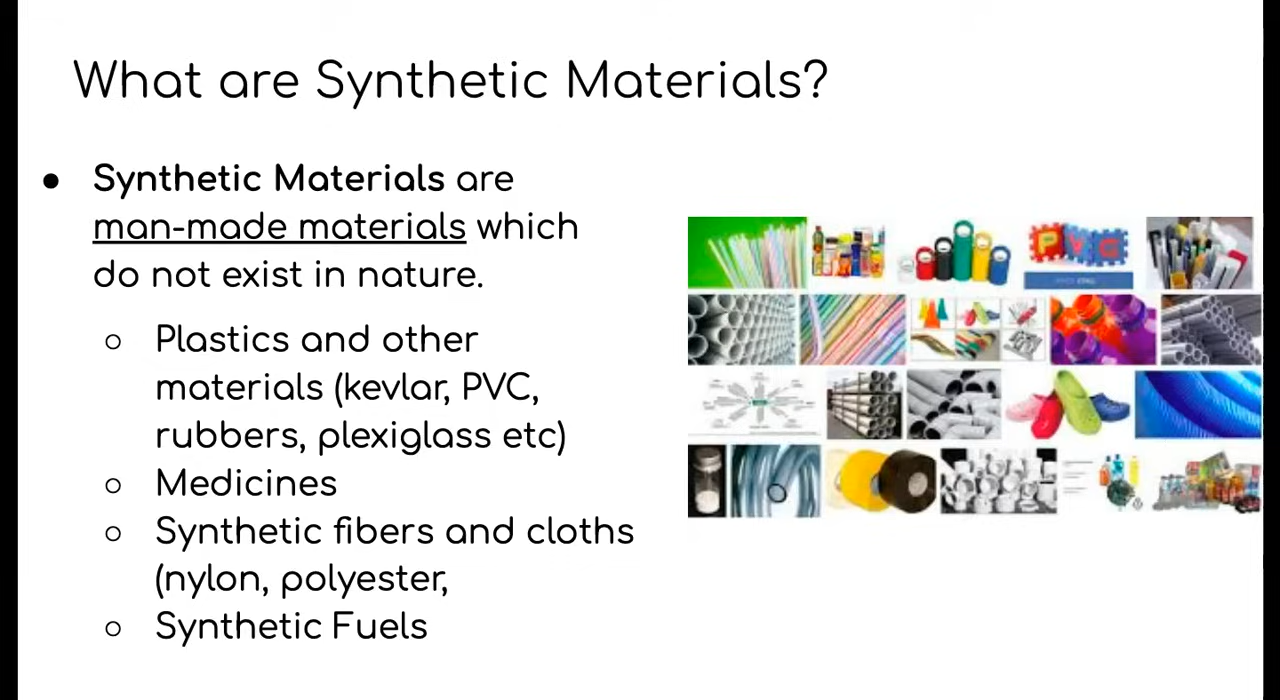 What are Synthetic Materials?
● Synthetic Materials are
man-made materials which
do not exist in nature.
○ Plastics and other
materials (kevlar, PVC,
rubbers, plexiglass etc)
○ Medicines
○ Synthetic fibers and cloths
(nylon, polyester,
○ Synthetic Fuels
PVC